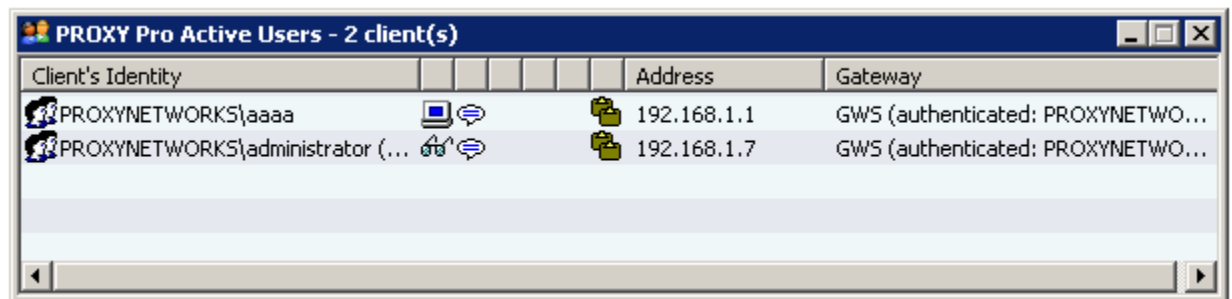 PROXY Pro Active Users - 2 client(s)
Client's Identity Address Gateway
PROXYNETWORKS\aaaa 192.168.1.1 GWS (authenticated: PROXYNETWO...
PROXYNETWORKS\administrator (... 192.168.1.7 GWS (authenticated: PROXYNETWO...